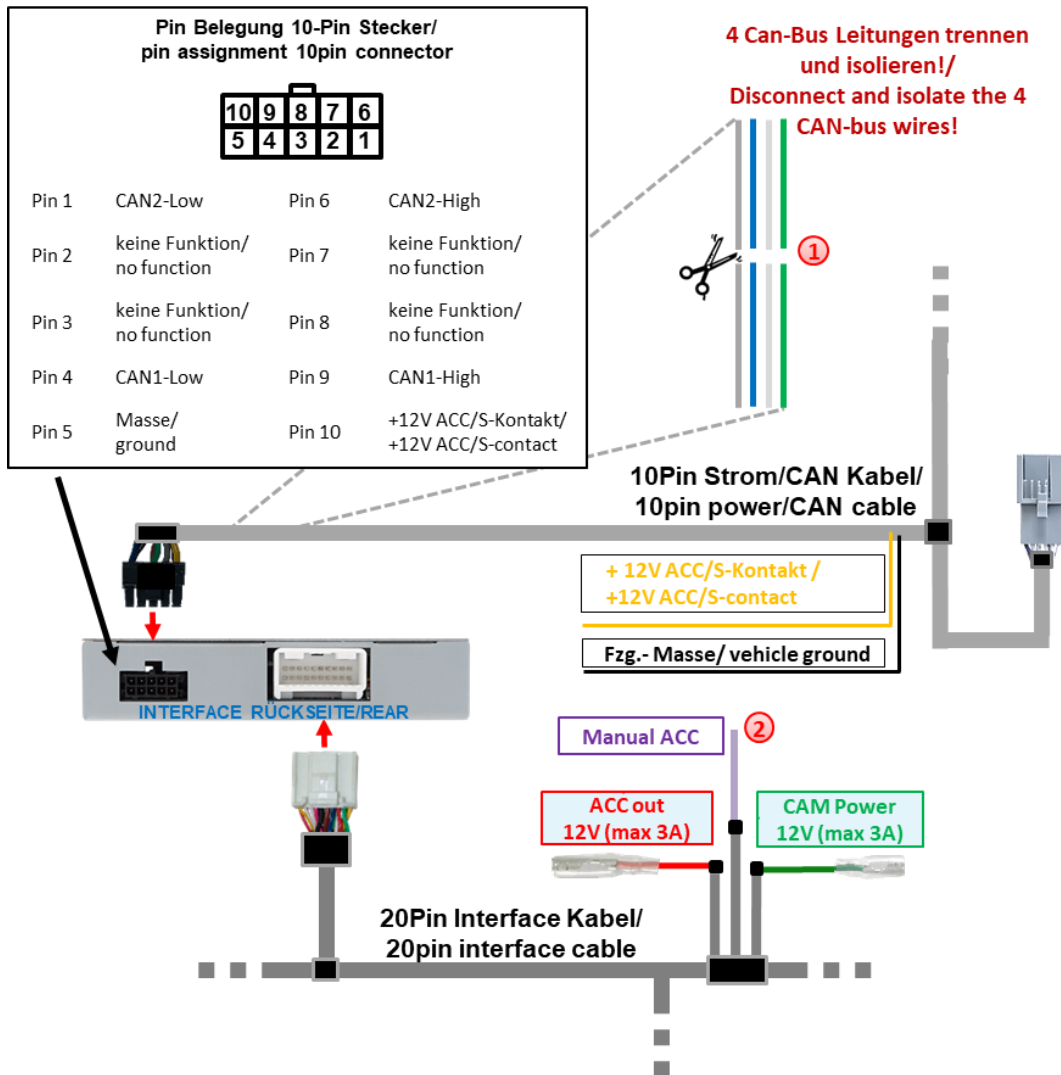 Pin Belegung 10-Pin Stecker/
pin assignment 10pin connector
10 9 8 7 6
5 4 3 2 1
Pin 1 CAN2-Low Pin 6 CAN2-High
Pin 2 keine Funktion/ Pin 7 keine Funktion/
no function no function
Pin 3 keine Funktion/ Pin 8 keine Funktion/
no function no function
Pin 4 CAN1-Low Pin 9 CAN1-High
Pin 5 Masse/ Pin 10 +12V ACC/S-Kontakt/
ground +12V ACC/S-contact
4 Can-Bus Leitungen trennen
und isolieren!/
Disconnect and isolate the 4
CAN-bus wires!
1
10Pin Strom/CAN Kabel/
10pin power/CAN cable
+ 12V ACC/S-Kontakt /
+12V ACC/S-contact
Fzg.- Masse/ vehicle ground
INTERFACE RÜCKSEITE/REAR
Manual ACC
2
ACC out
12V (max 3A)
CAM Power
12V (max 3A)
20Pin Interface Kabel/
20pin interface cable